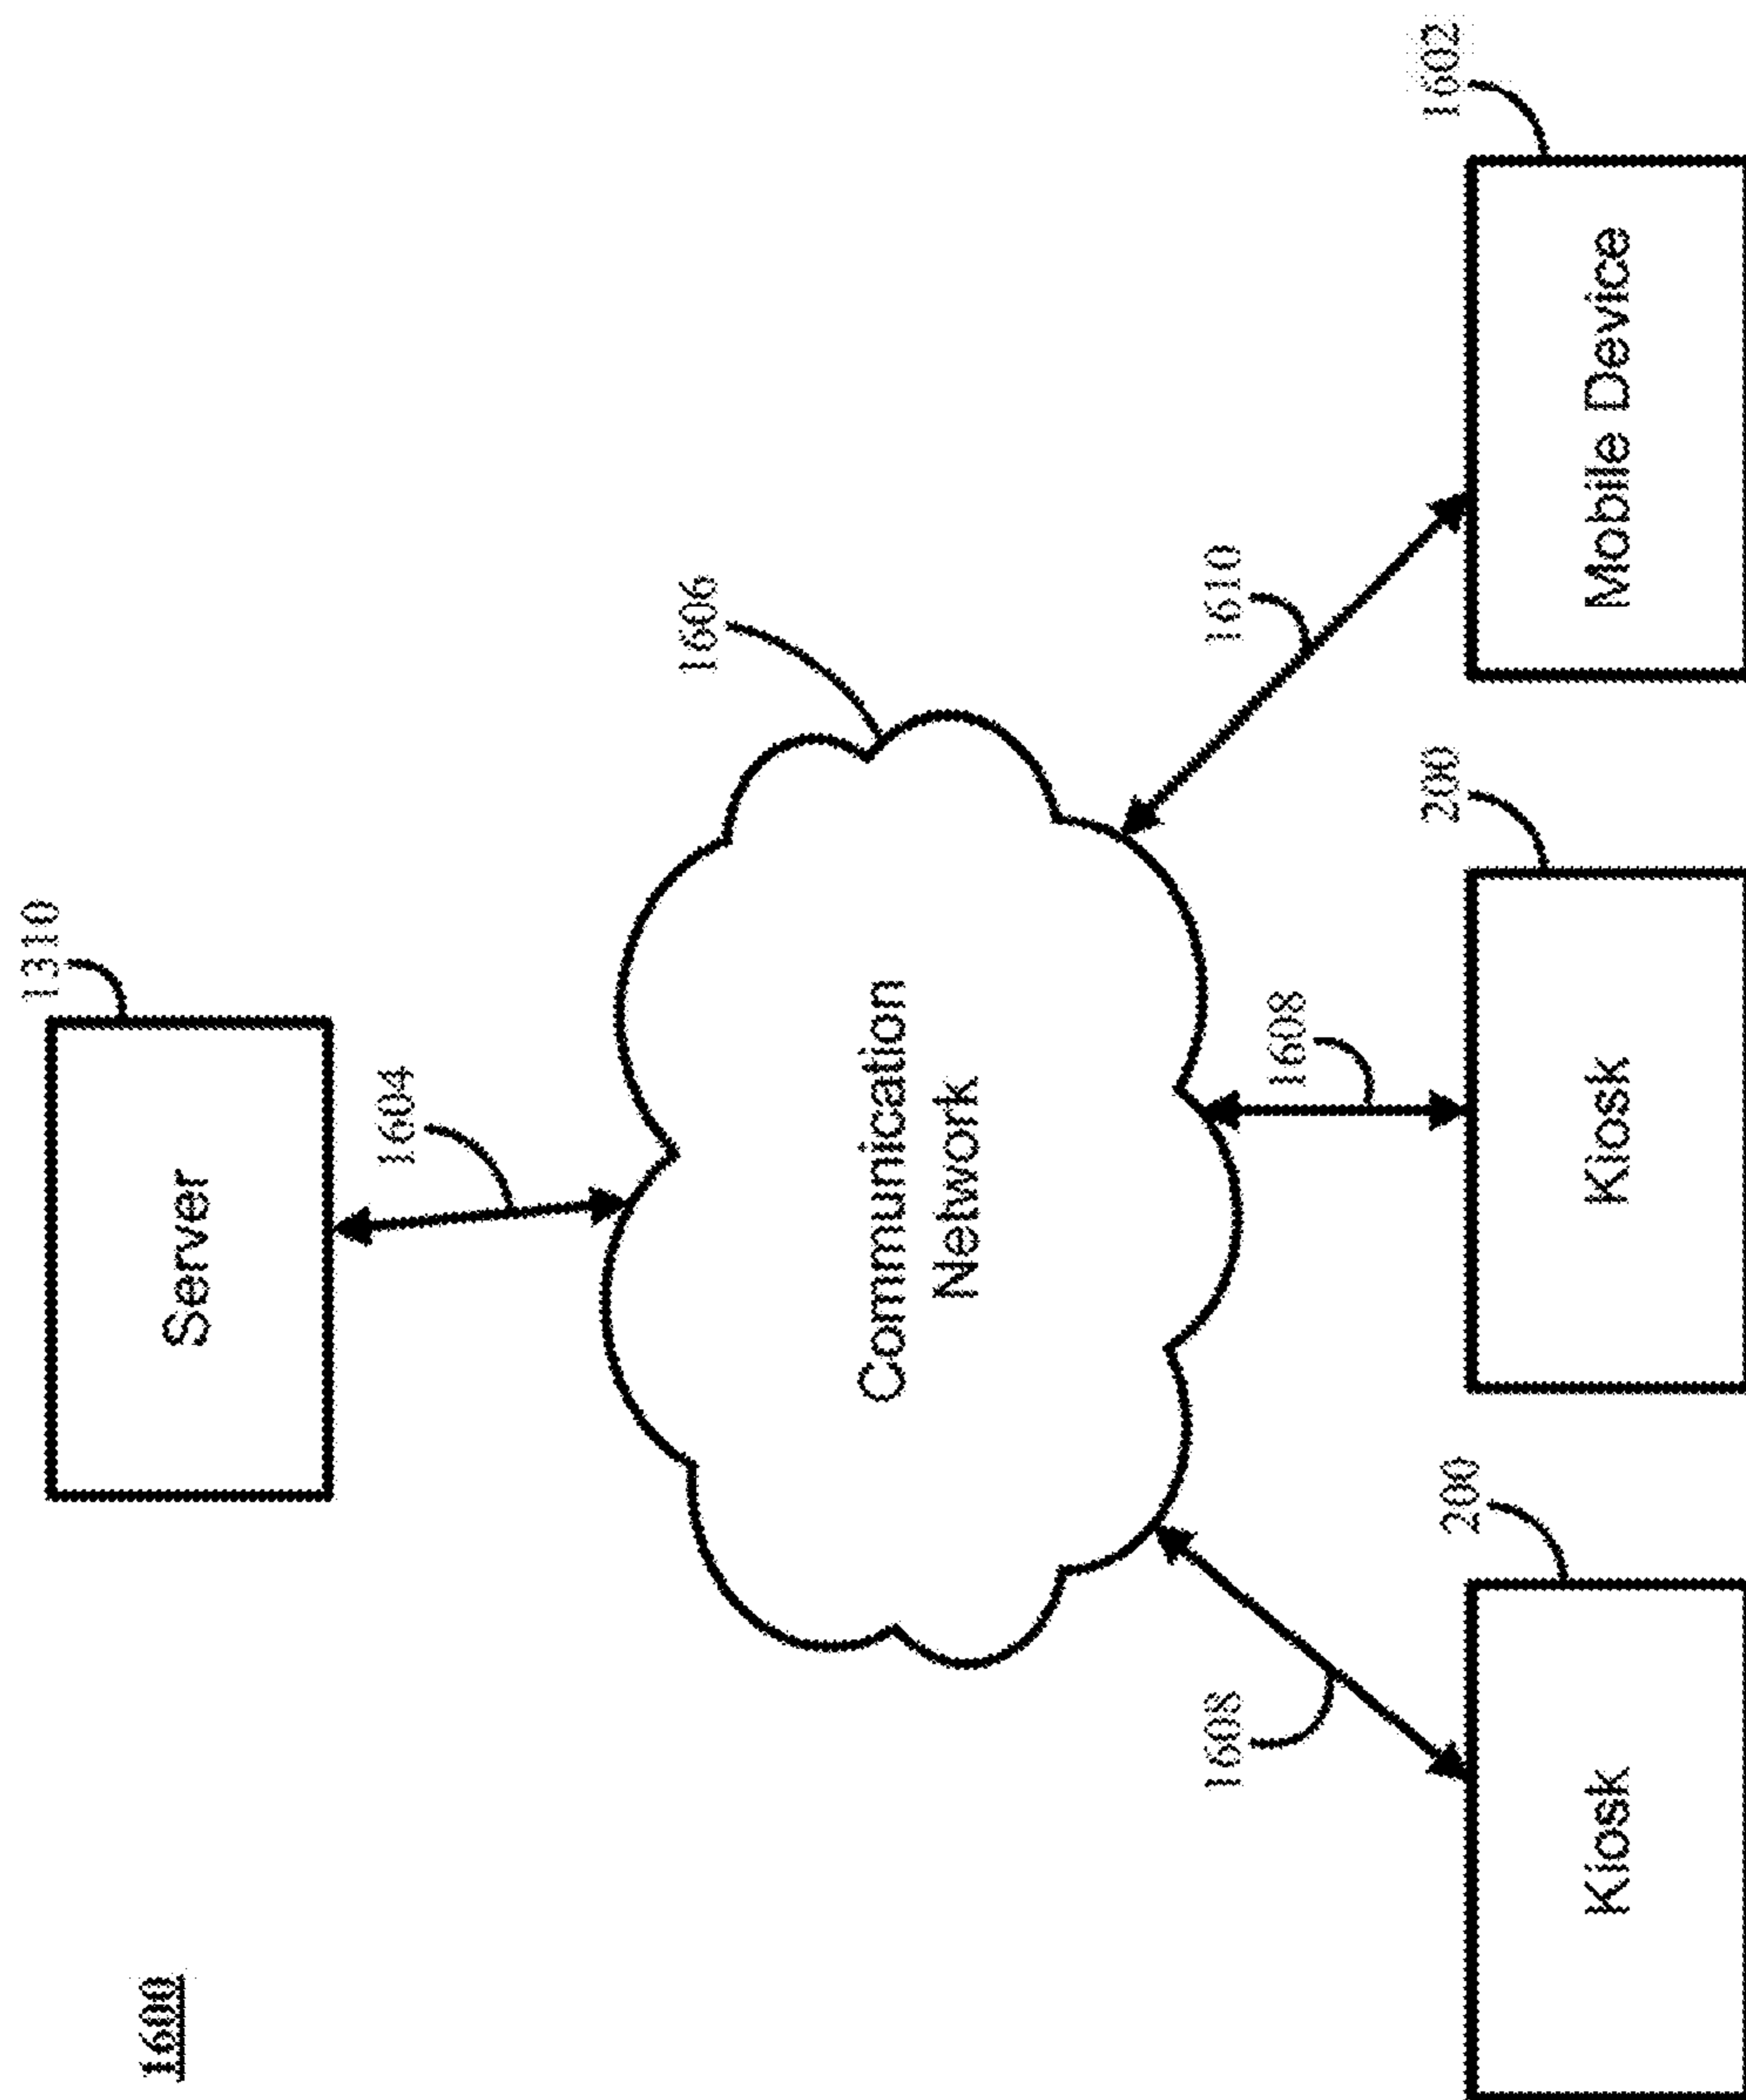 1600
1310
Server
1604
1606
Communication
Network
1608
1608
1610
200
200
1602
Kiosk
Kiosk
Mobile Device